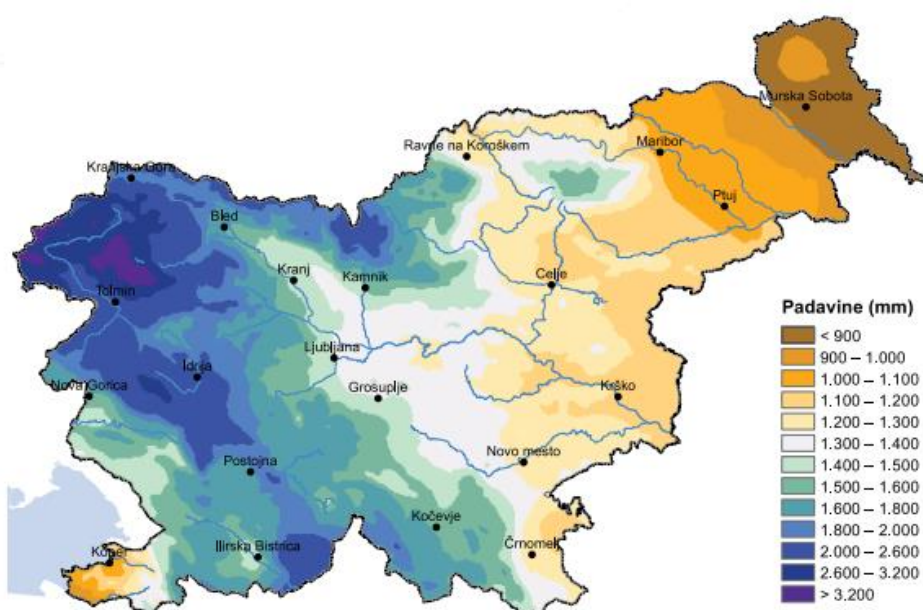 Murska Sobota
Ravne na Koroškem
Maribor
Kranjska Gora
Ptuj
Bled
Kranj
Kamnik
Celje
Tolmin
Ljubljana
Idrija
Nova Gorica
Grosuplje
Krško
Novo mesto
Postojna
Kočevje
Ilirska Bistrica
Črnomelj
Koper
Padavine (mm)
< 900
900 – 1.000
1.000 – 1.100
1.100 – 1.200
1.200 – 1.300
1.300 – 1.400
1.400 – 1.500
1.500 – 1.600
1.600 – 1.800
1.800 – 2.000
2.000 – 2.600
2.600 – 3.200
> 3.200